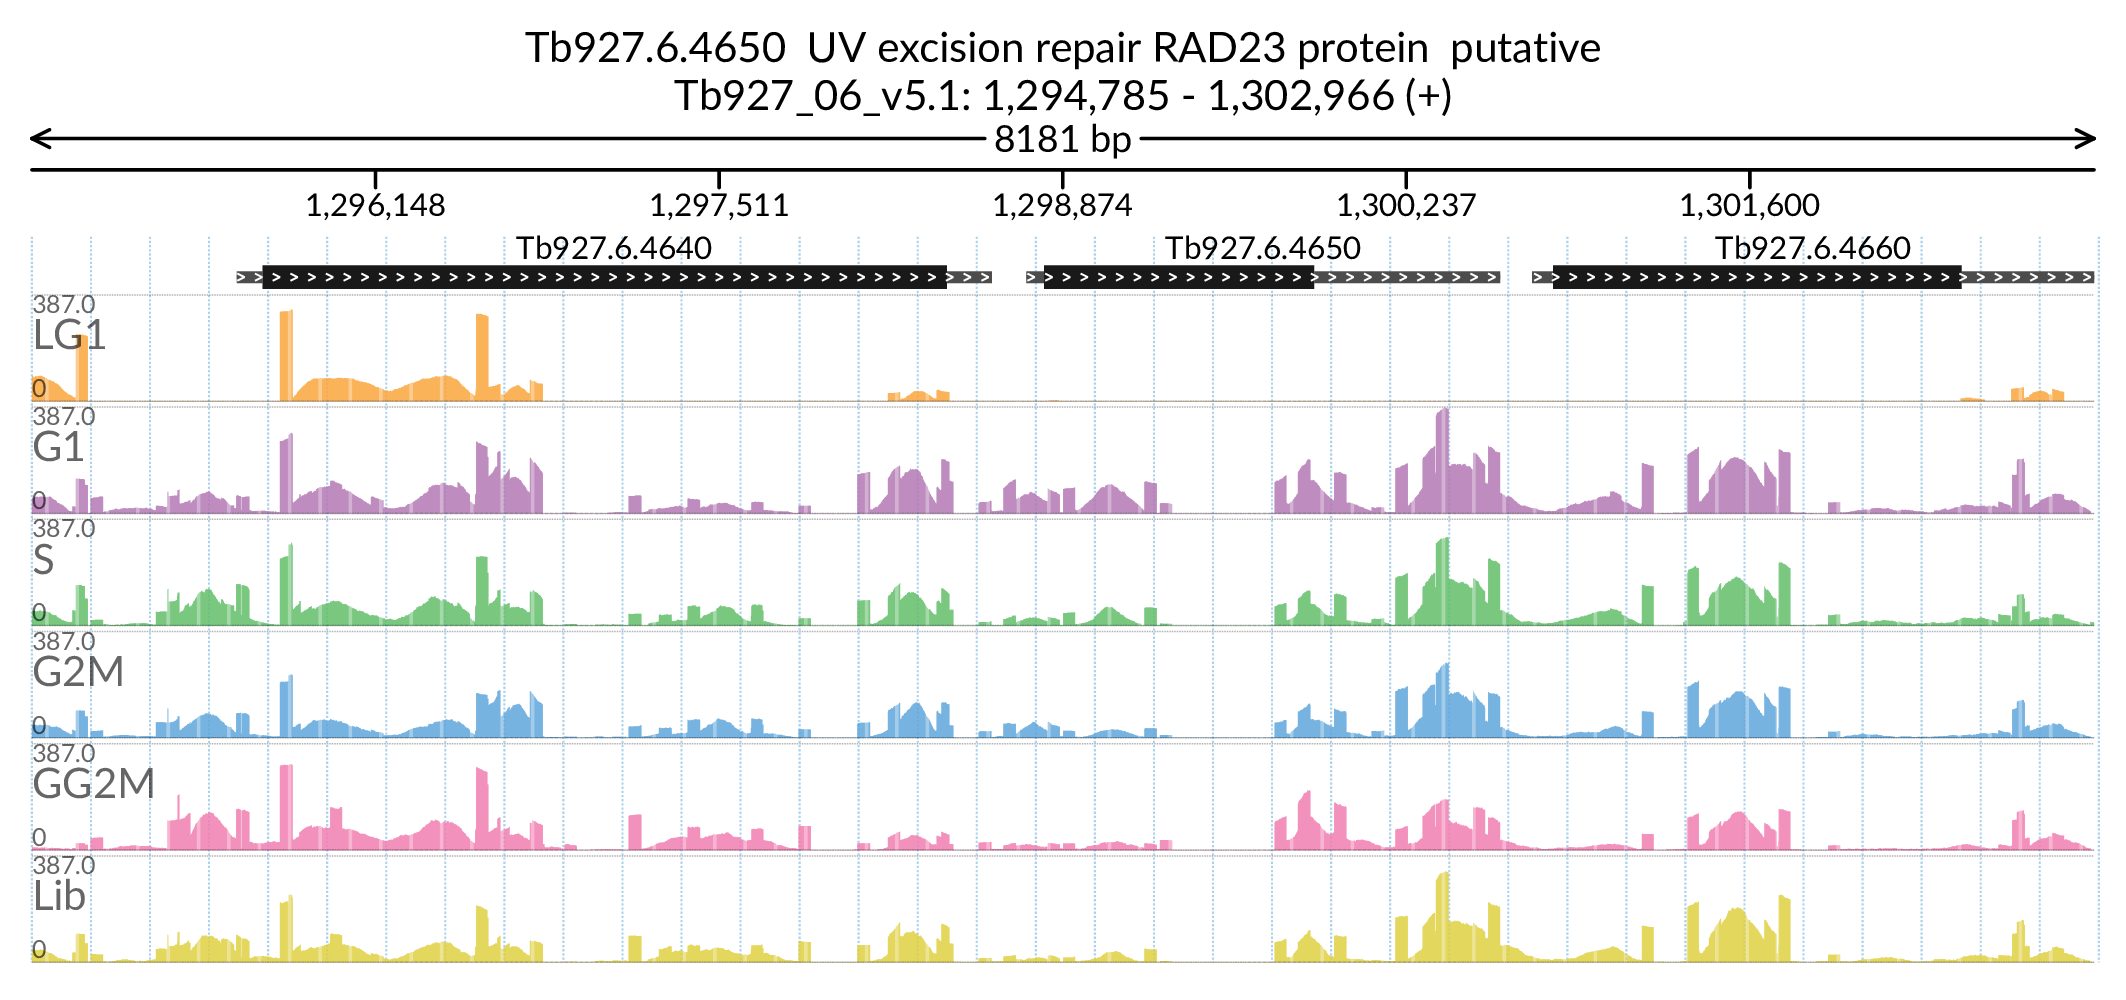 Tb927.6.4650  UV excision repair RAD23 protein  putative
Tb927_06_v5.1: 1,294,785 - 1,302,966 (+)
8181 bp
1,296,148 1,297,511 1,298,874 1,300,237 1,301,600
Tb927.6.4640 Tb927.6.4650 Tb927.6.4660
387.0
LG1
0
387.0
G1
0
387.0
S
0
387.0
G2M
0
387.0
GG2M
0
387.0
Lib
0